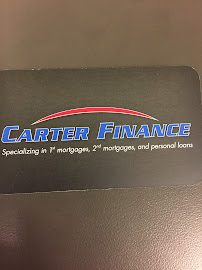 CARTER FINANCE
Specializing in 1st mortgages, 2nd mortgages, and personal loans